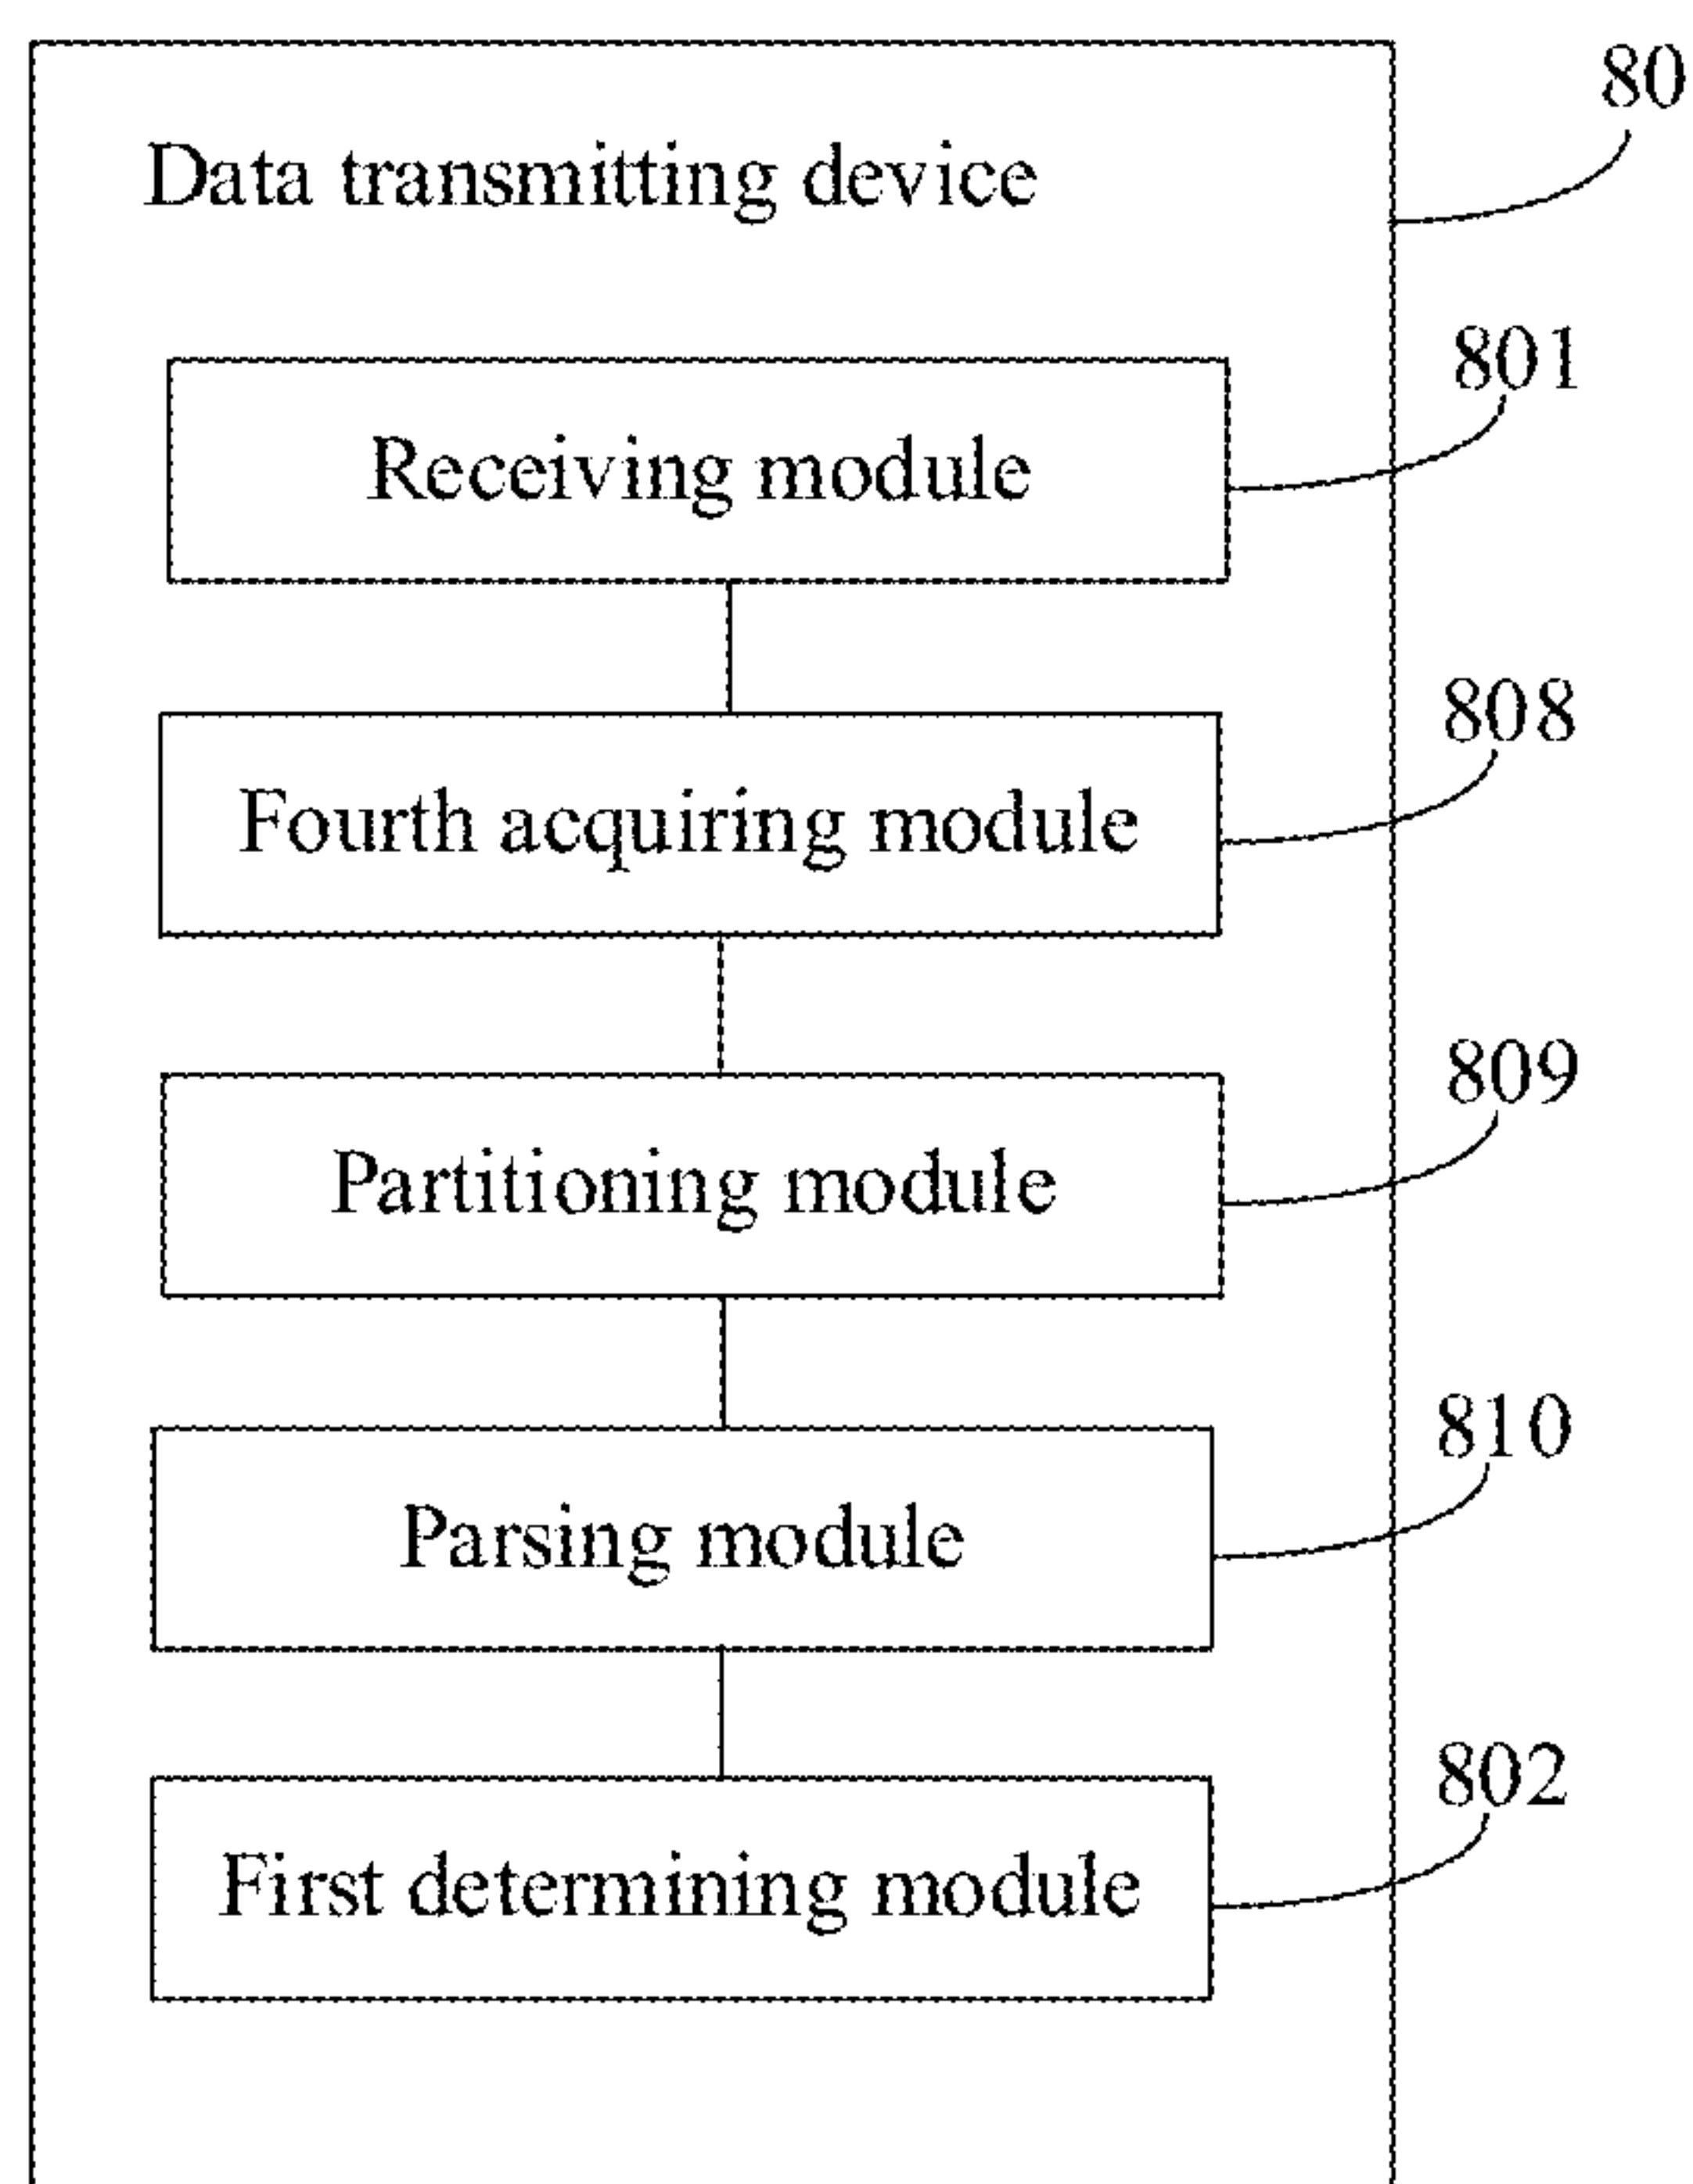 80
Data transmitting device
801
Receiving module
808
Fourth acquiring module
809
Partitioning module
810
Parsing module
802
First determining module